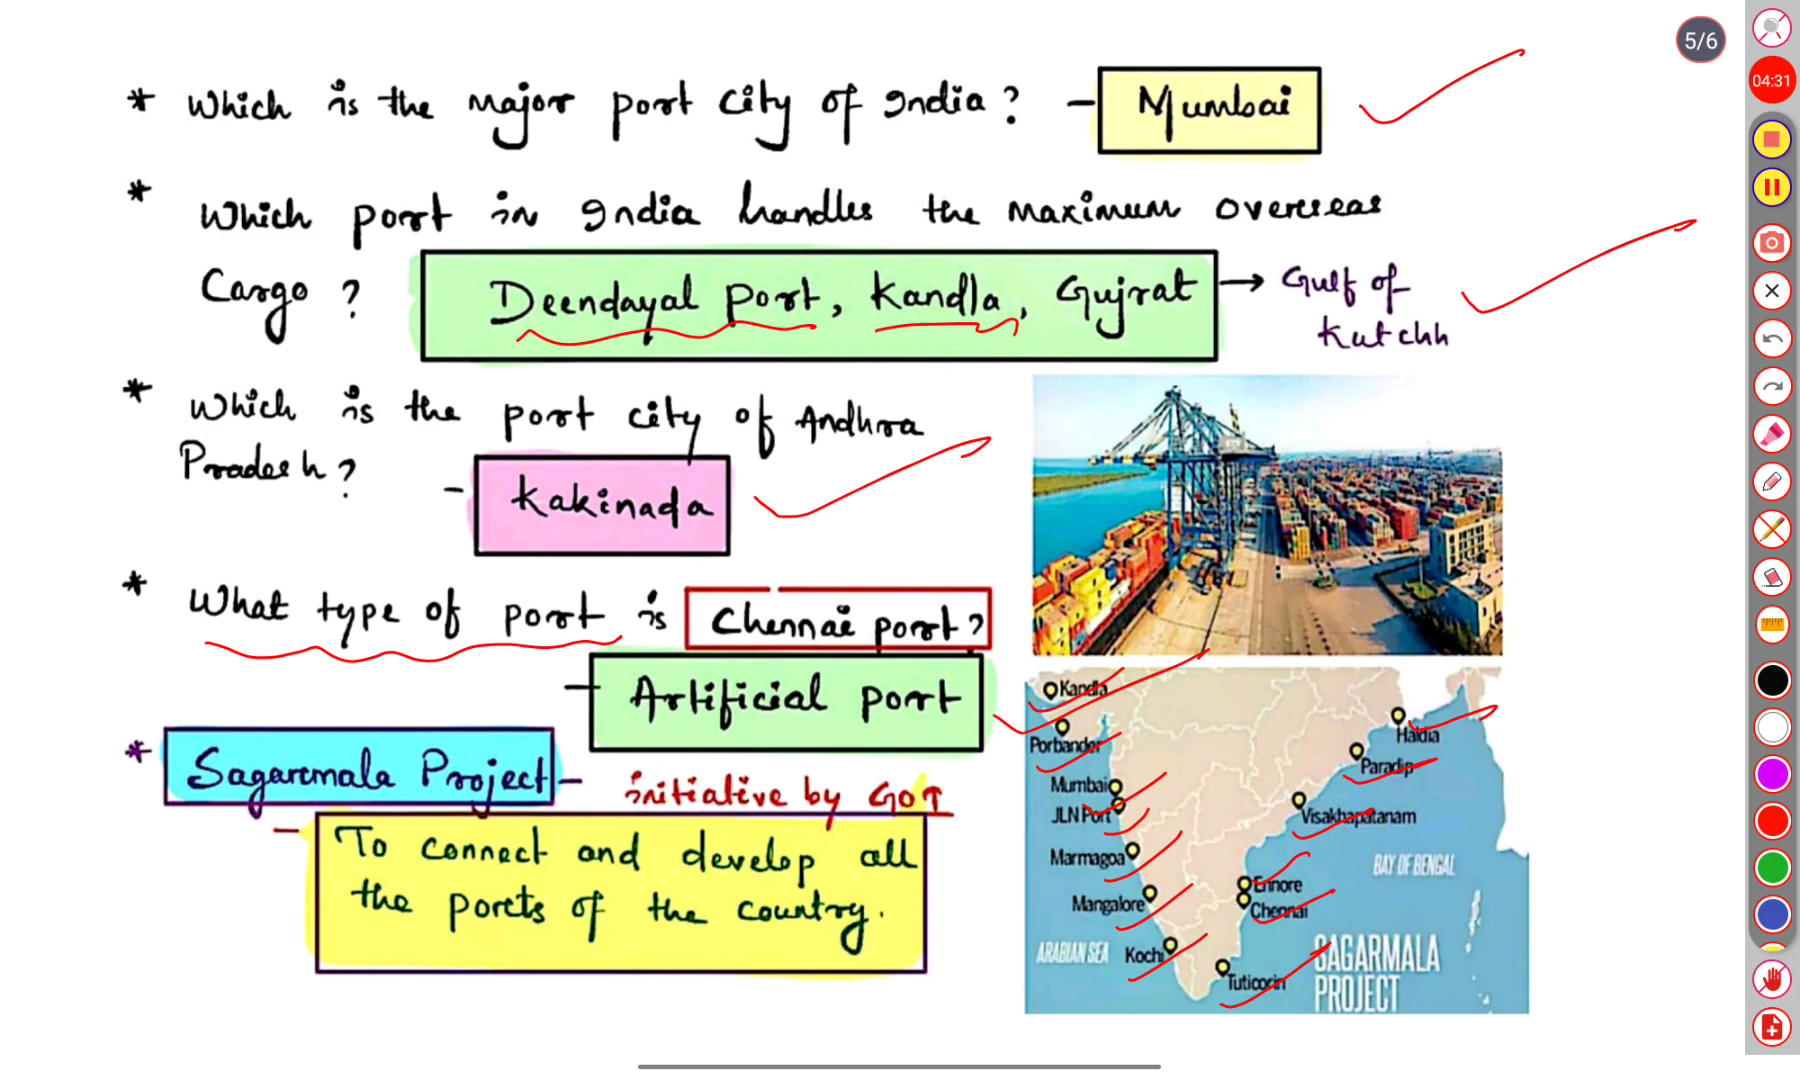 5/6
04:31
* Which is the Major port city of India? - Mumbai
* Which port in India handles the maximum overseas
Cargo? Deendayal Port, Kandla, Gujrat → Gulf of
Kutchh
* Which is the port city of Andhra
Pradesh?
- Kakinada
* What type of port is Chennai port?
- Artificial port
* Sagarmala Project - initiative by GOI
- To connect and develop all
the ports of the country.
Kandla
Porbander
Mumbai
JLN Port
Marmagoa
Mangalore
Kochi
Haldia
Paradip
Visakhapatanam
Ennore
Chennai
Tuticorin
BAY OF BENGAL
ARABIAN SEA
SAGARMALA
PROJECT